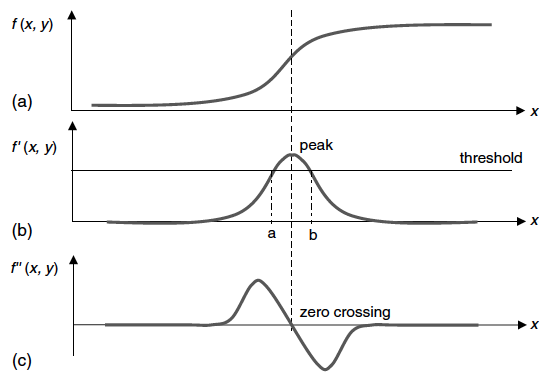 f (x, y)
(a)
x
f' (x, y)
peak
threshold
(b)
a
b
x
f" (x, y)
zero crossing
x
(c)